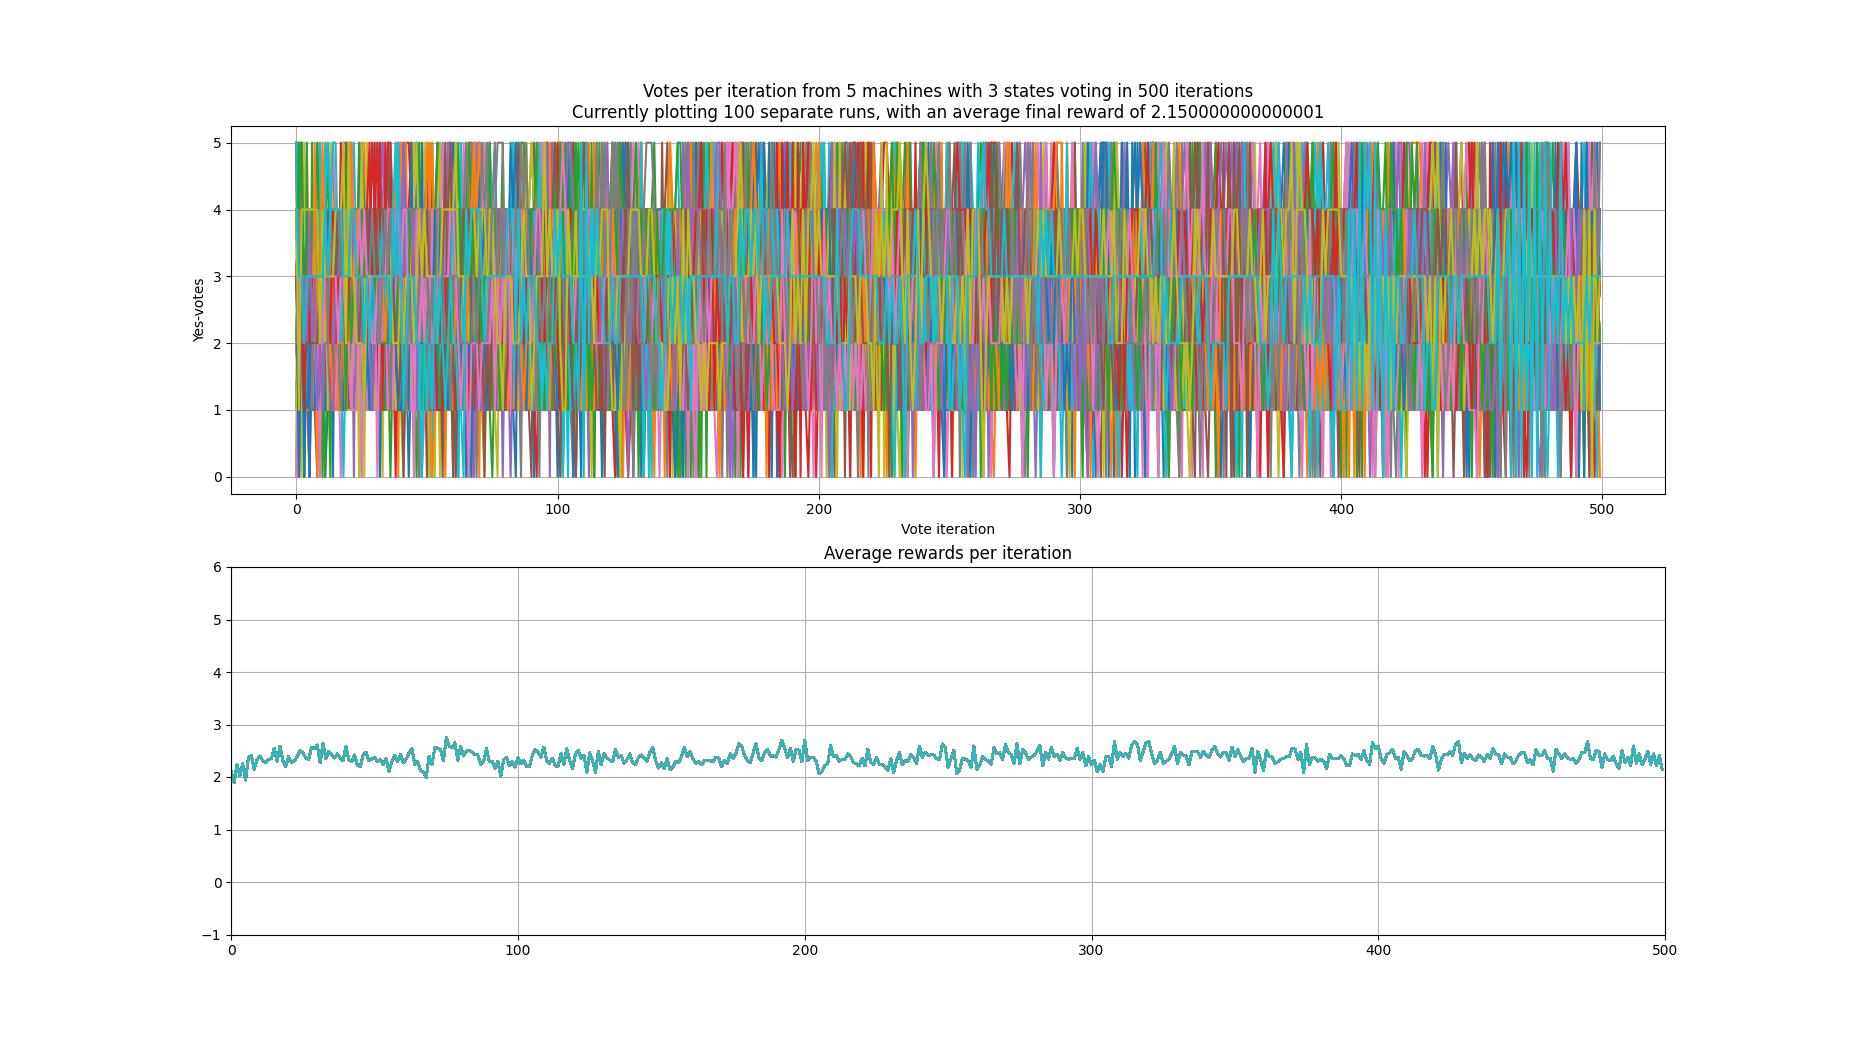 Votes per iteration from 5 machines with 3 states voting in 500 iterations
Currently plotting 100 separate runs, with an average final reward of 2.150000000000001
5
4
3
2
1
0
Yes-votes
0 100 200 300 400 500
Vote iteration
Average rewards per iteration
6
5
4
3
2
1
0
−1
0 100 200 300 400 500